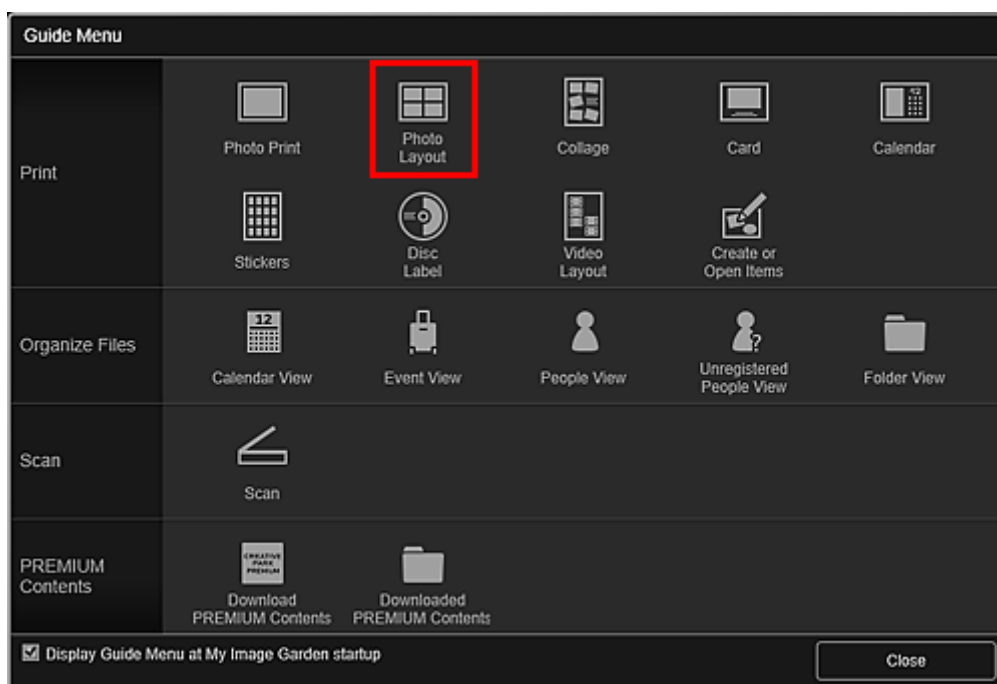 Guide Menu
Print
Photo Print
Photo
Layout
Collage
12
Card
Calendar
Stickers
Disc
Label
Video
Layout
Create or
Open Items
Organize Files
12
Calendar View
Event View
People View
?
Unregistered
People View
Folder View
Scan
Scan
PREMIUM
Contents
CREATIVE
PARK
PREMIUM
Download
PREMIUM Contents
Downloaded
PREMIUM Contents
Display Guide Menu at My Image Garden startup
Close